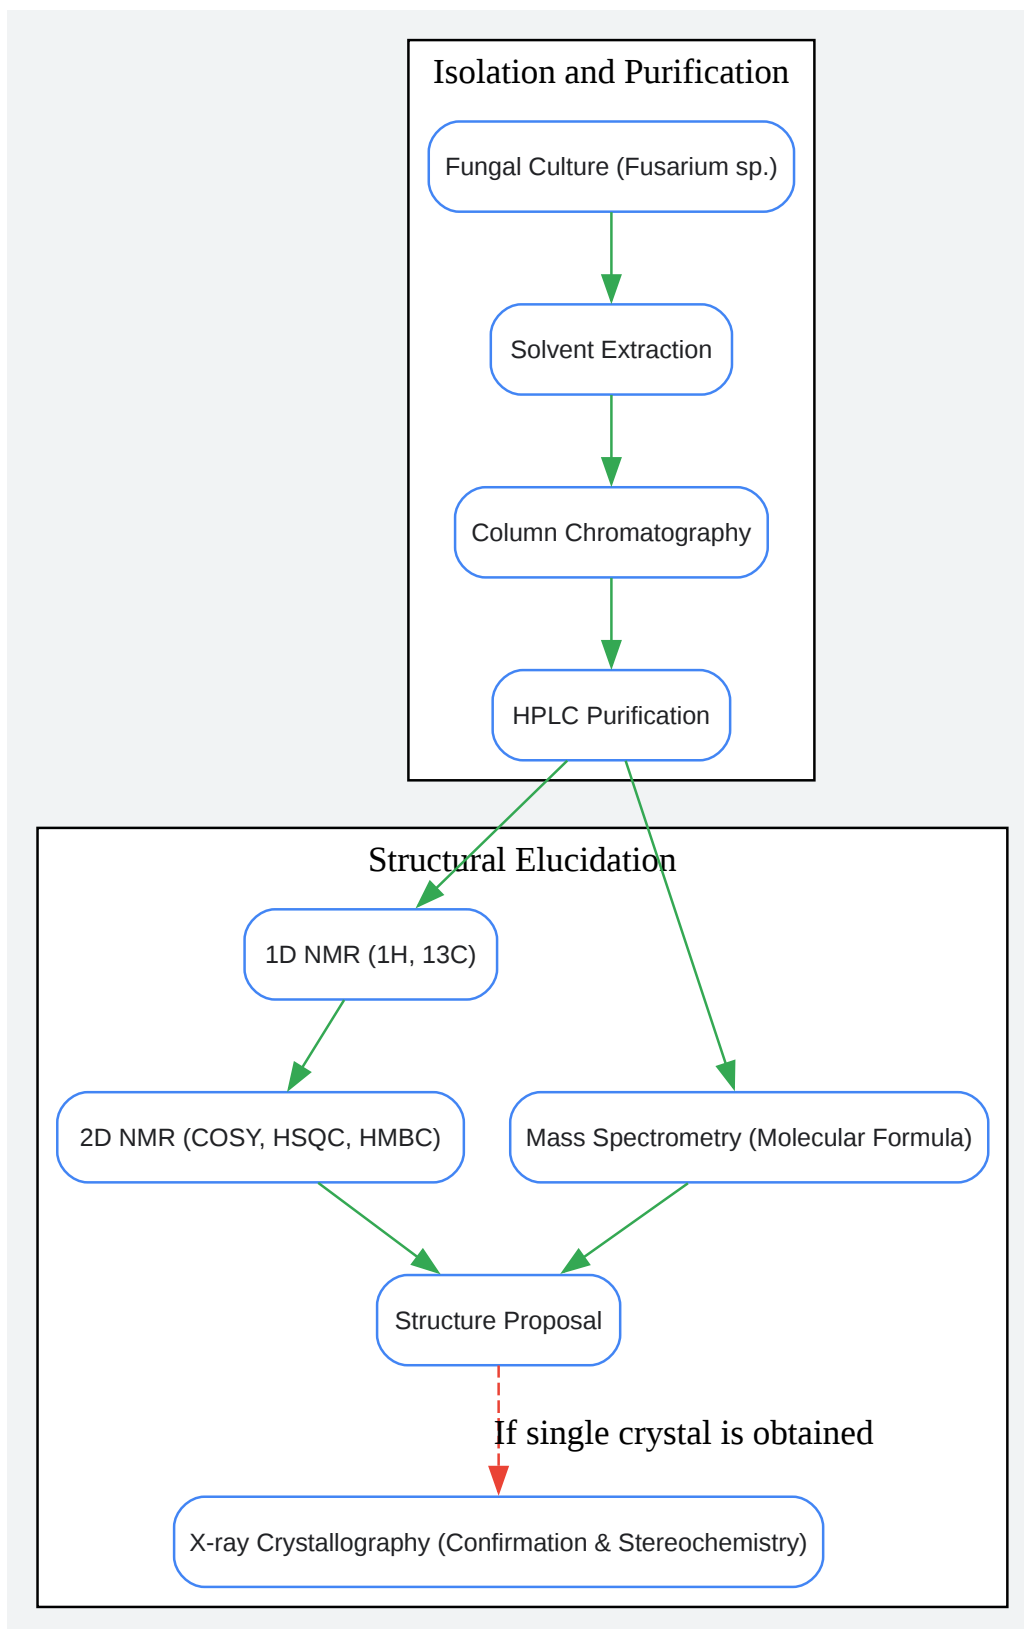 Isolation and Purification
Fungal Culture (Fusarium sp.)
Solvent Extraction
Column Chromatography
HPLC Purification
Structural Elucidation
1D NMR (1H, 13C)
2D NMR (COSY, HSQC, HMBC)
Mass Spectrometry (Molecular Formula)
Structure Proposal
If single crystal is obtained
X-ray Crystallography (Confirmation & Stereochemistry)